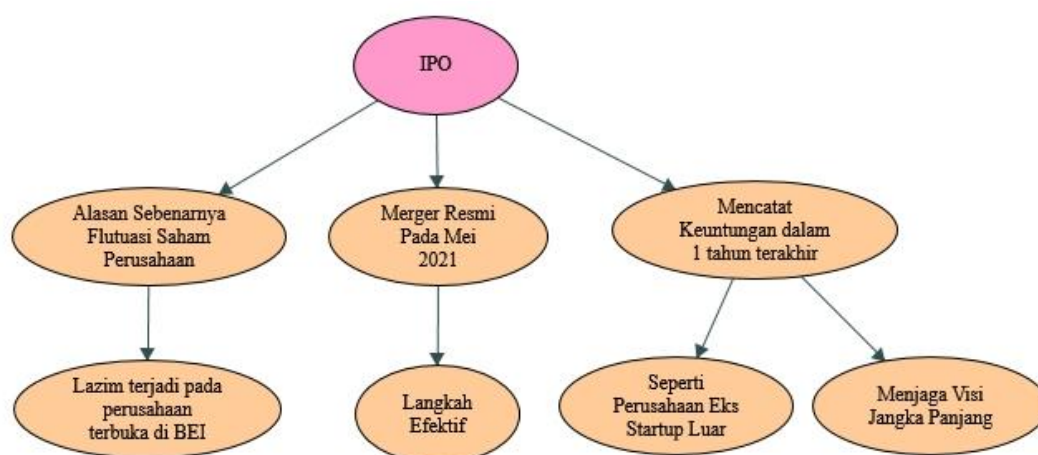 IPO
Alasan Sebenarnya
Flutuasi Saham
Perusahaan
Merger Resmi
Pada Mei
2021
Mencatat
Keuntungan dalam
1 tahun terakhir
Lazim terjadi pada
perusahaan
terbuka di BEI
Langkah
Efektif
Seperti
Perusahaan Eks
Startup Luar
Menjaga Visi
Jangka Panjang